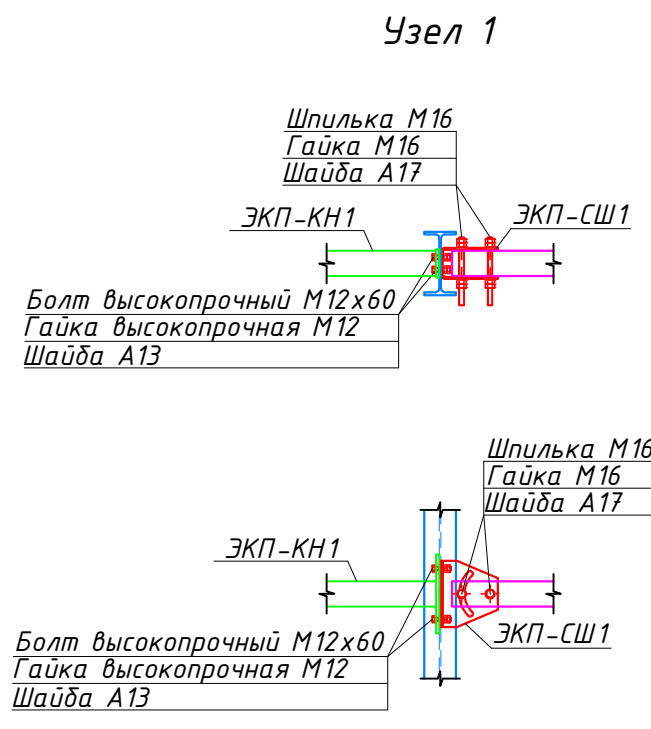 Узел 1
Шпилька М16
Гайка М16
Шайба А17
ЭКП-КН1
ЭКП-СШ1
Болт высокопрочный М12х60
Гайка высокопрочная М12
Шайба А13
Шпилька М16
Гайка М16
Шайба А17
ЭКП-КН1
ЭКП-СШ1
Болт высокопрочный М12х60
Гайка высокопрочная М12
Шайба А13